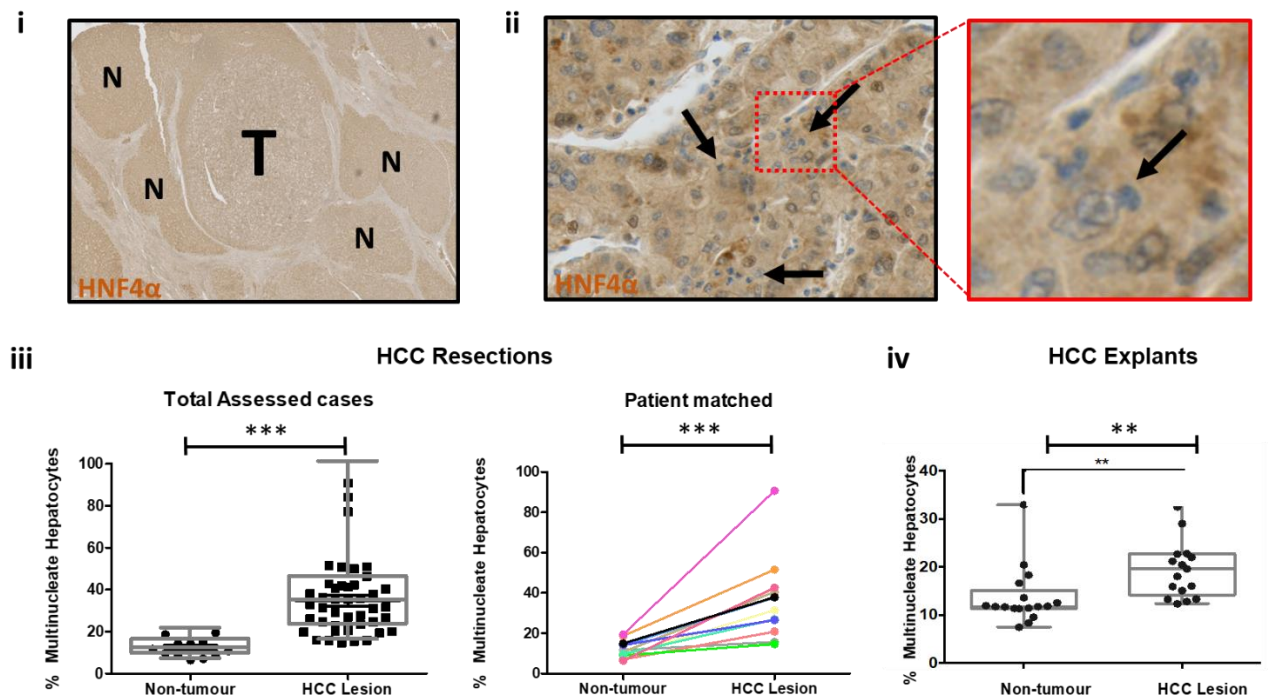 i
N
T
N
N
N
HNF4α
ii
HNF4α
iii
HCC Resections
Total Assessed cases
***
% Multinucleate Hepatocytes
100
80
60
40
20
0
Non-tumour
HCC Lesion
Patient matched
***
% Multinucleate Hepatocytes
100
80
60
40
20
0
Non-tumour
HCC Lesion
iv
HCC Explants
**
**
% Multinucleate Hepatocytes
40
30
20
10
0
Non-tumour
HCC Lesion